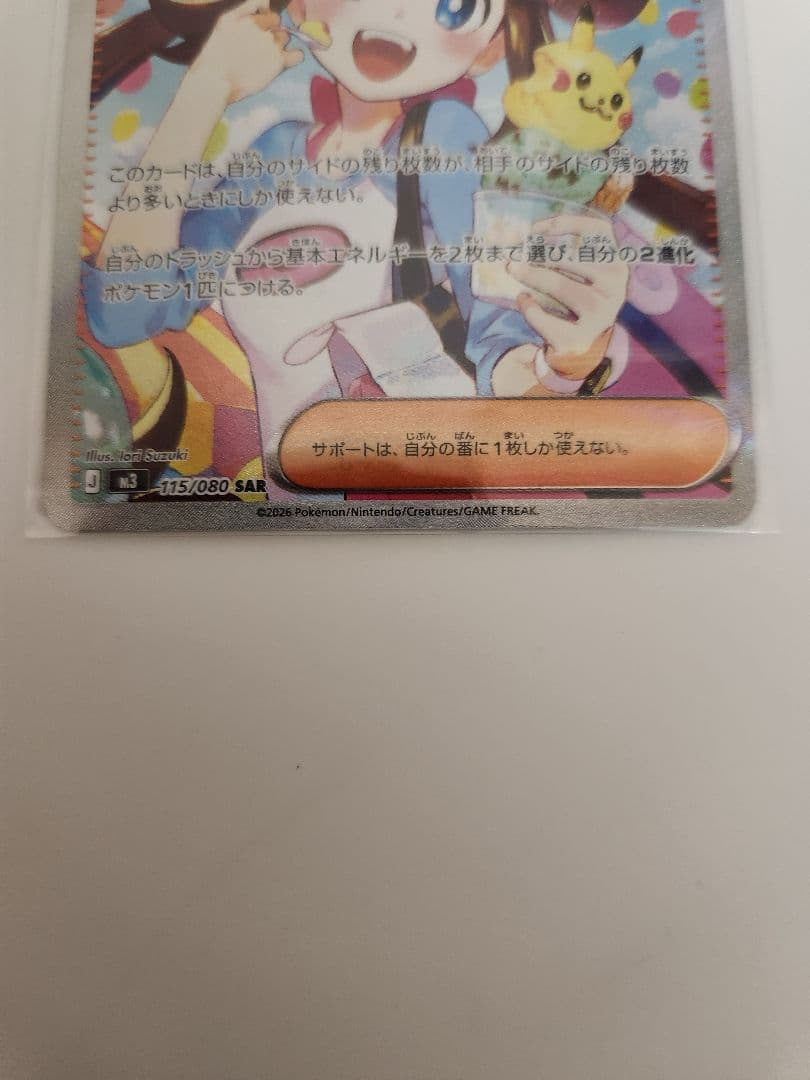 このカードは、自分のサイドの残り枚数が、相手のサイドの残り枚数
より多いときにしか使えない。
自分のトラッシュから基本エネルギーを2枚まで選び、自分の2進化
ポケモン1匹につける。
サポートは、自分の番に1枚しか使えない。
Illus. Iori Suzuki
J M3 115/080 SAR
©2026 Pokémon/Nintendo/Creatures/GAME FREAK.